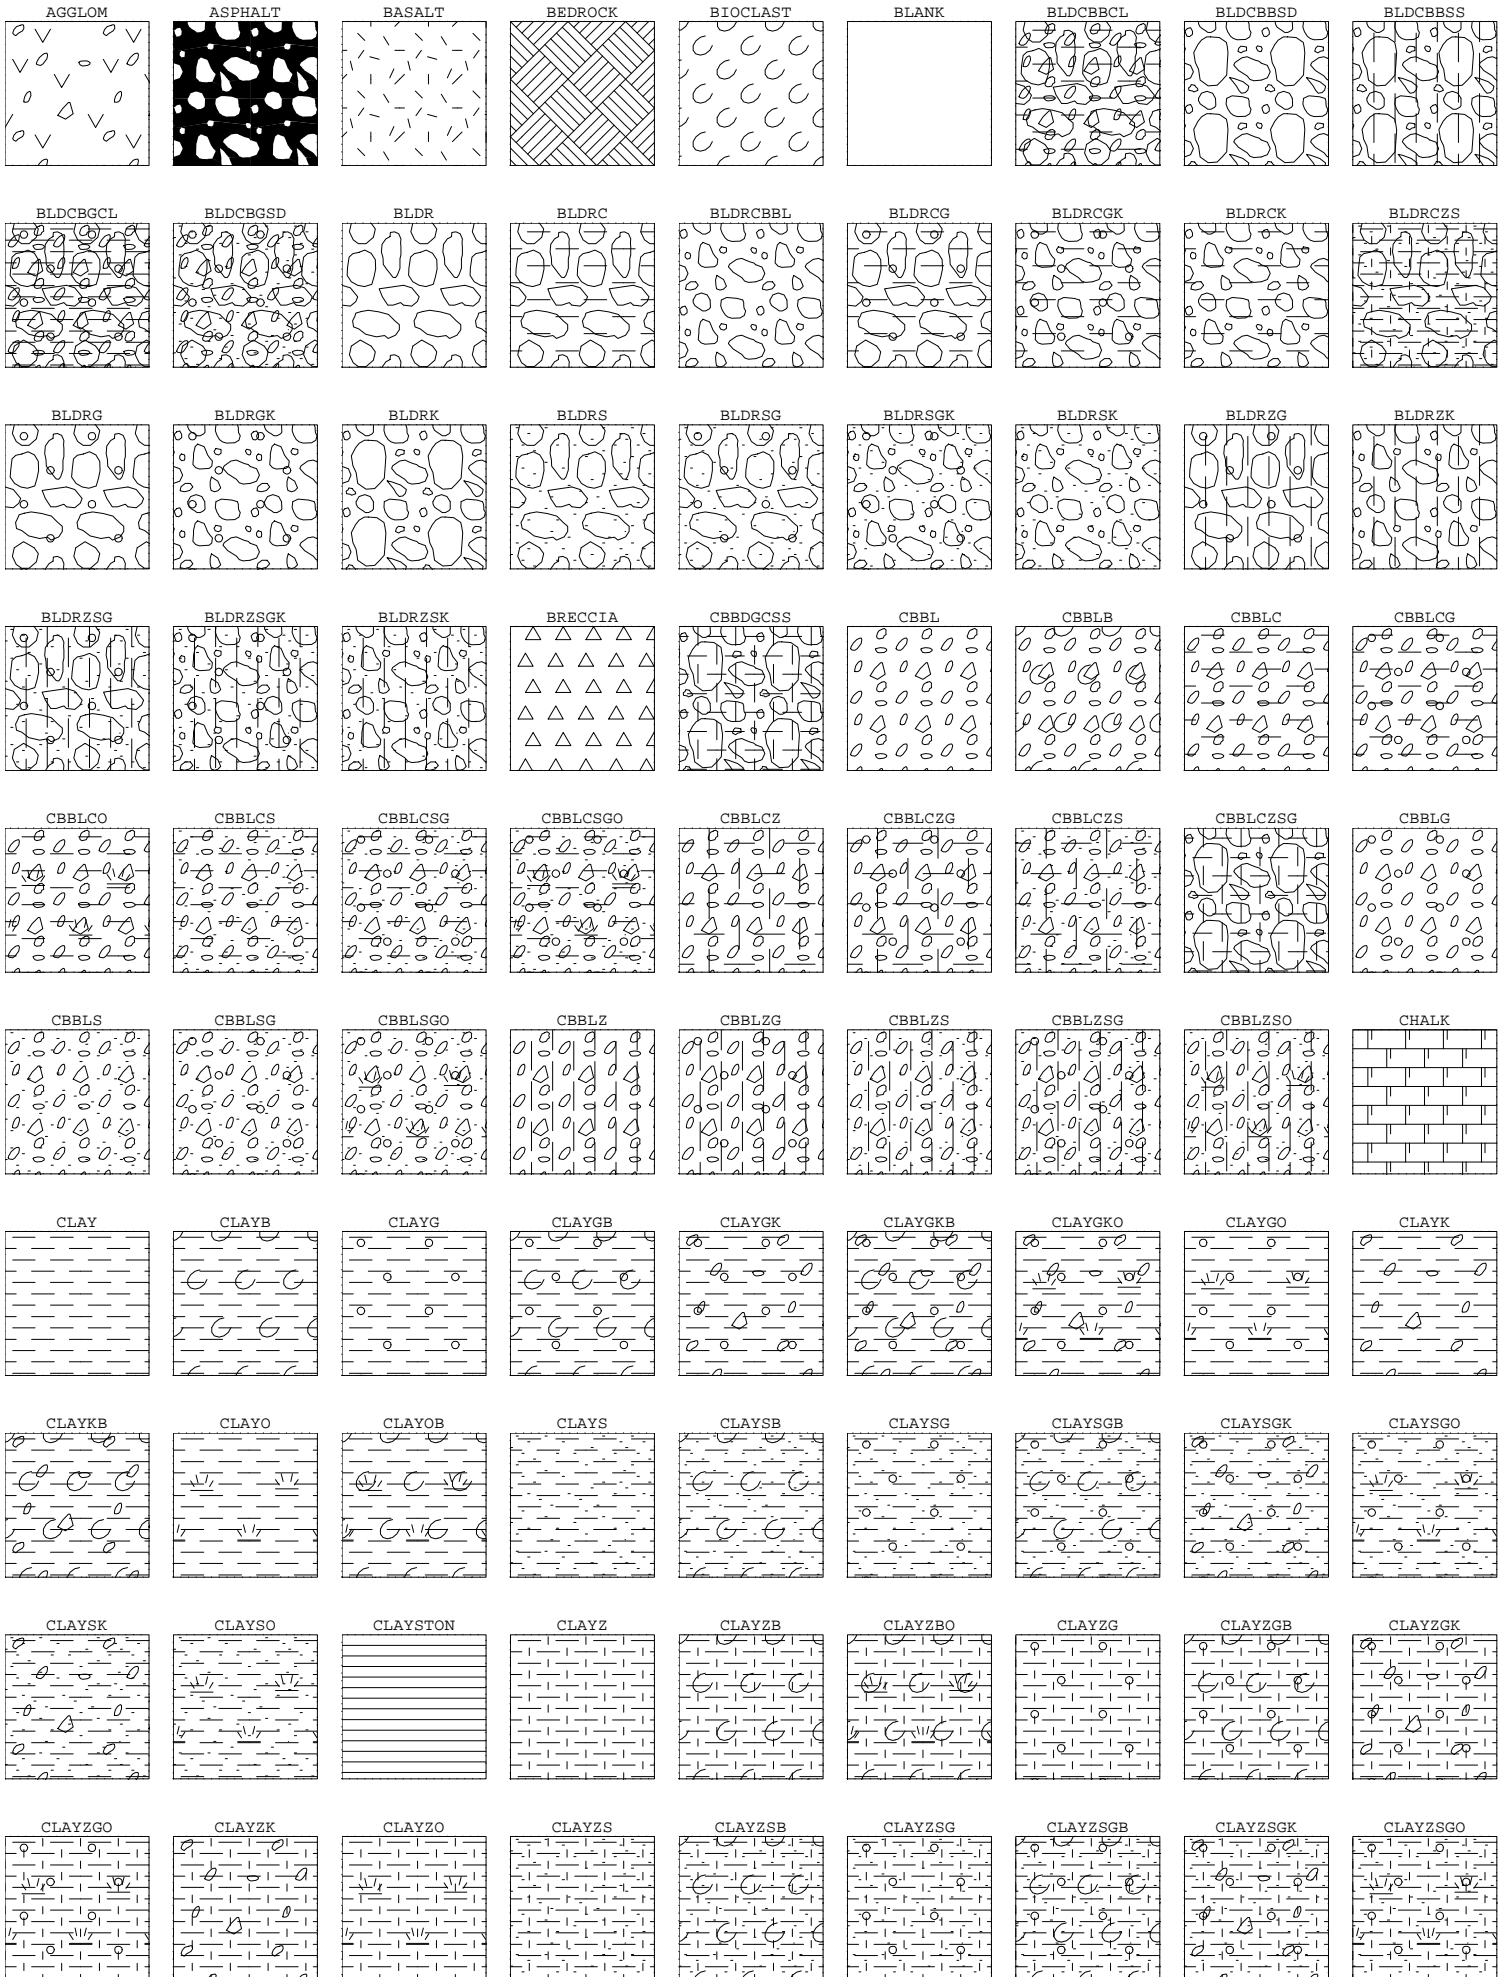 AGGLOM ASPHALT BASALT BEDROCK BIOCLAST BLANK BLDCBBCL BLDCBBSD BLDCBBSS
BLDCBGCL BLDCBGSD BLDR BLDRC BLDRCBBL BLDRCG BLDRCGK BLDRCK BLDRCZS
BLDRG BLDRGK BLDRK BLDRS BLDRSG BLDRSGK BLDRSK BLDRZG BLDRZK
BLDRZSG BLDRZSGK BLDRZSK BRECCIA CBBDGCSS CBBL CBBLB CBBLC CBBLCG
CBBLCO CBBLCS CBBLCSG CBBLCSGO CBBLCZ CBBLCZG CBBLCZS CBBLCZSG CBBLG
CBBLS CBBLSG CBBLSGO CBBLZ CBBLZG CBBLZS CBBLZSG CBBLZSO CHALK
CLAY CLAYB CLAYG CLAYGB CLAYGK CLAYGKB CLAYGKO CLAYGO CLAYK
CLAYKB CLAYO CLAYOB CLAYS CLAYSB CLAYSG CLAYSGB CLAYSGK CLAYSGO
CLAYSK CLAYSO CLAYSTON CLAYZ CLAYZB CLAYZBO CLAYZG CLAYZGB CLAYZGK
CLAYZGO CLAYZK CLAYZO CLAYZS CLAYZSB CLAYZSG CLAYZSGB CLAYZSGK CLAYZSGO